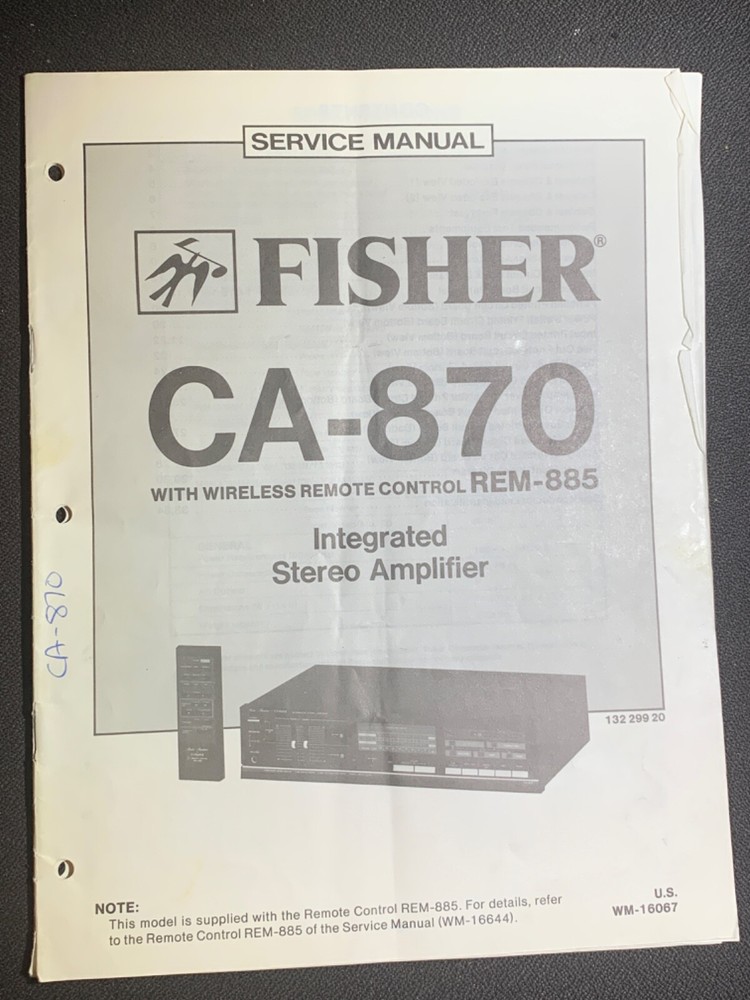 SERVICE MANUAL
FISHER®
CA-870
WITH WIRELESS REMOTE CONTROL REM-885
Integrated
Stereo Amplifier
CA-870
132 299 20
NOTE:
This model is supplied with the Remote Control REM-885. For details, refer
to the Remote Control REM-885 of the Service Manual (WM-16644).
U.S.
WM-16067